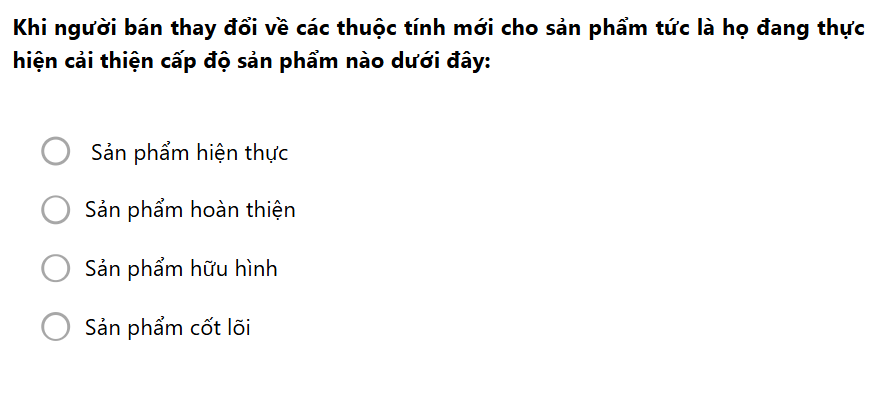 Khi người bán thay đổi về các thuộc tính mới cho sản phẩm tức là họ đang thực
hiện cải thiện cấp độ sản phẩm nào dưới đây:
Sản phẩm hiện thực
Sản phẩm hoàn thiện
Sản phẩm hữu hình
Sản phẩm cốt lõi